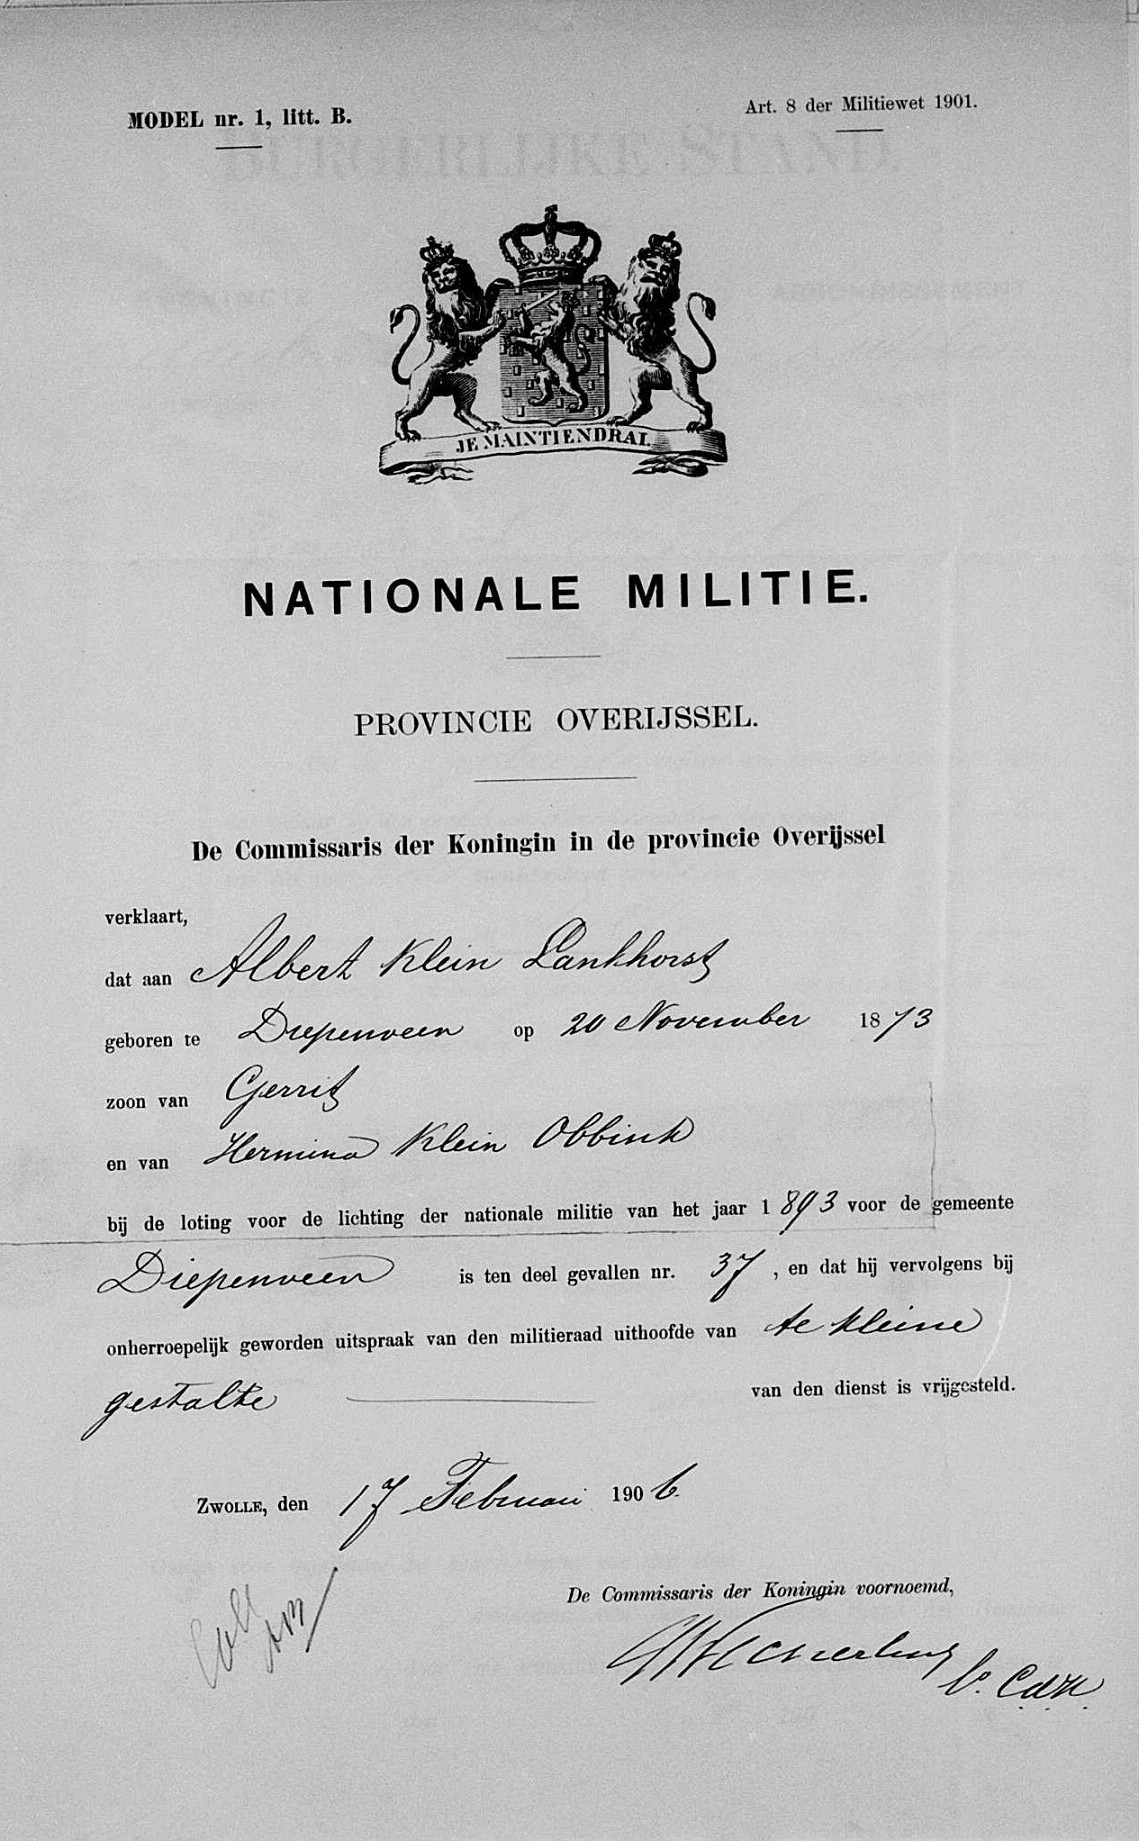 MODEL nr. 1, litt. B.
Art. 8 der Militiewet 1901.
BURGERLIJKE STAND.
JE MAINTIENDRAI.
NATIONALE MILITIE.
PROVINCIE OVERIJSSEL.
De Commissaris der Koningin in de provincie Overijssel
verklaart,
dat aan Albert Klein Lankhorst
geboren te Diepenveen op 20 November 1873
zoon van Gerrit
en van Hermina Klein Obbink
bij de loting voor de lichting der nationale militie van het jaar 1893 voor de gemeente
Diepenveen is ten deel gevallen nr. 37, en dat hij vervolgens bij
onherroepelijk geworden uitspraak van den militieraad uithoofde van te kleine
gestalte van den dienst is vrijgesteld.
Zwolle, den 17 Februari 1906.
De Commissaris der Koningin voornoemd,